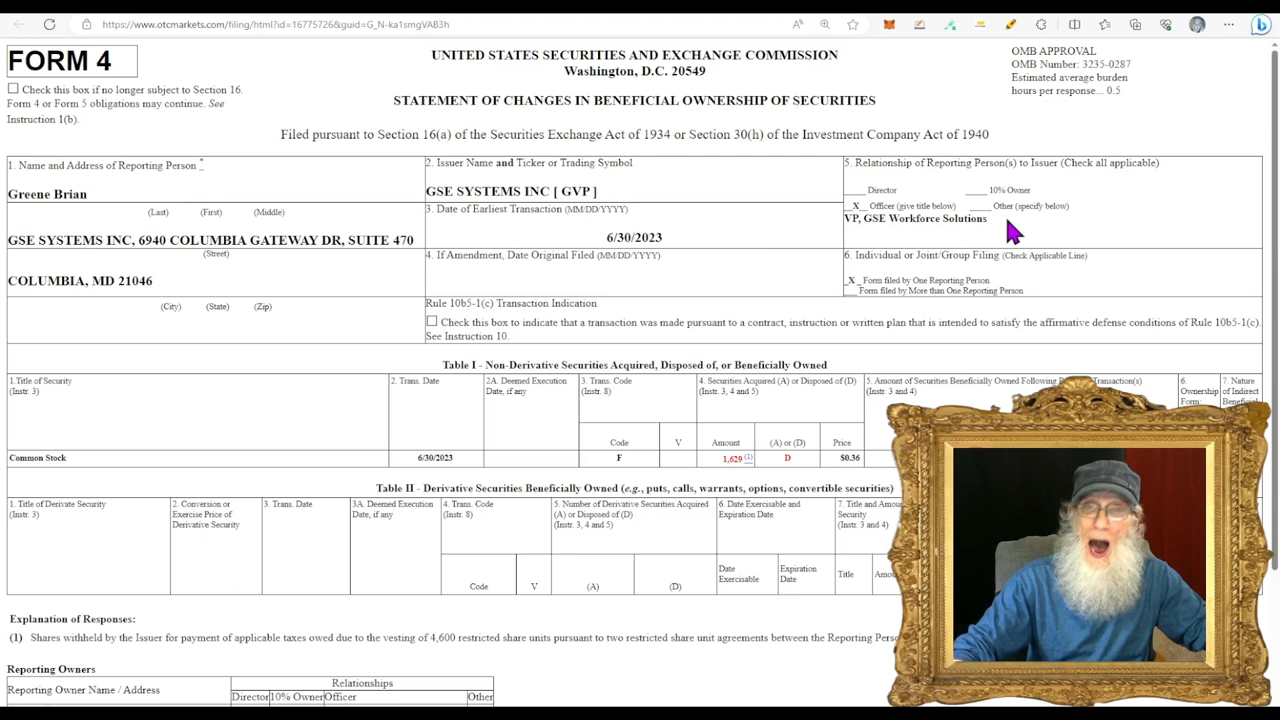 https://www.otcmarkets.com/filing/html?id=16775726&guid=G_N-ka1smgVAB3h
FORM 4
UNITED STATES SECURITIES AND EXCHANGE COMMISSION
Washington, D.C. 20549
OMB APPROVAL
OMB Number: 3235-0287
Estimated average burden
hours per response... 0.5
Check this box if no longer subject to Section 16.
Form 4 or Form 5 obligations may continue. See
Instruction 1(b).
STATEMENT OF CHANGES IN BENEFICIAL OWNERSHIP OF SECURITIES
Filed pursuant to Section 16(a) of the Securities Exchange Act of 1934 or Section 30(h) of the Investment Company Act of 1940
1. Name and Address of Reporting Person *
Greene Brian
(Last) (First) (Middle)
GSE SYSTEMS INC, 6940 COLUMBIA GATEWAY DR, SUITE 470
(Street)
COLUMBIA, MD 21046
(City) (State) (Zip)
2. Issuer Name and Ticker or Trading Symbol
GSE SYSTEMS INC [ GVP ]
3. Date of Earliest Transaction (MM/DD/YYYY)
6/30/2023
4. If Amendment, Date Original Filed (MM/DD/YYYY)
5. Relationship of Reporting Person(s) to Issuer (Check all applicable)
_____ Director _____ 10% Owner
__X__ Officer (give title below) _____ Other (specify below)
VP, GSE Workforce Solutions
6. Individual or Joint/Group Filing (Check Applicable Line)
_X_ Form filed by One Reporting Person
___ Form filed by More than One Reporting Person
Rule 10b5-1(c) Transaction Indication
Check this box to indicate that a transaction was made pursuant to a contract, instruction or written plan that is intended to satisfy the affirmative defense conditions of Rule 10b5-1(c).
See Instruction 10.
Table I - Non-Derivative Securities Acquired, Disposed of, or Beneficially Owned
1.Title of Security
(Instr. 3)
2. Trans. Date
2A. Deemed Execution
Date, if any
3. Trans. Code
(Instr. 8)
4. Securities Acquired (A) or Disposed of (D)
(Instr. 3, 4 and 5)
5. Amount of Securities Beneficially Owned Following Transaction(s)
(Instr. 3 and 4)
6.
Ownership
Form:
7. Nature
of Indirect
Code V Amount (A) or (D) Price
Common Stock 6/30/2023 F 1,629 (1) D $0.36
Table II - Derivative Securities Beneficially Owned (e.g., puts, calls, warrants, options, convertible securities)
1. Title of Derivate Security
(Instr. 3)
2. Conversion or
Exercise Price of
Derivative Security
3. Trans. Date
3A. Deemed Execution
Date, if any
4. Trans. Code
(Instr. 8)
5. Number of Derivative Securities Acquired
(A) or Disposed of (D)
(Instr. 3, 4 and 5)
6. Date Exercisable and
Expiration Date
7. Title and
Security
(Instr. 3 and 4)
Code V (A) (D)
Date
Exercisable
Expiration
Date
Title
Explanation of Responses:
(1) Shares withheld by the Issuer for payment of applicable taxes owed due to the vesting of 4,600 restricted share units pursuant to two restricted share unit agreements between the Reporting
Reporting Owners
Reporting Owner Name / Address
Relationships
Director 10% Owner Officer Other